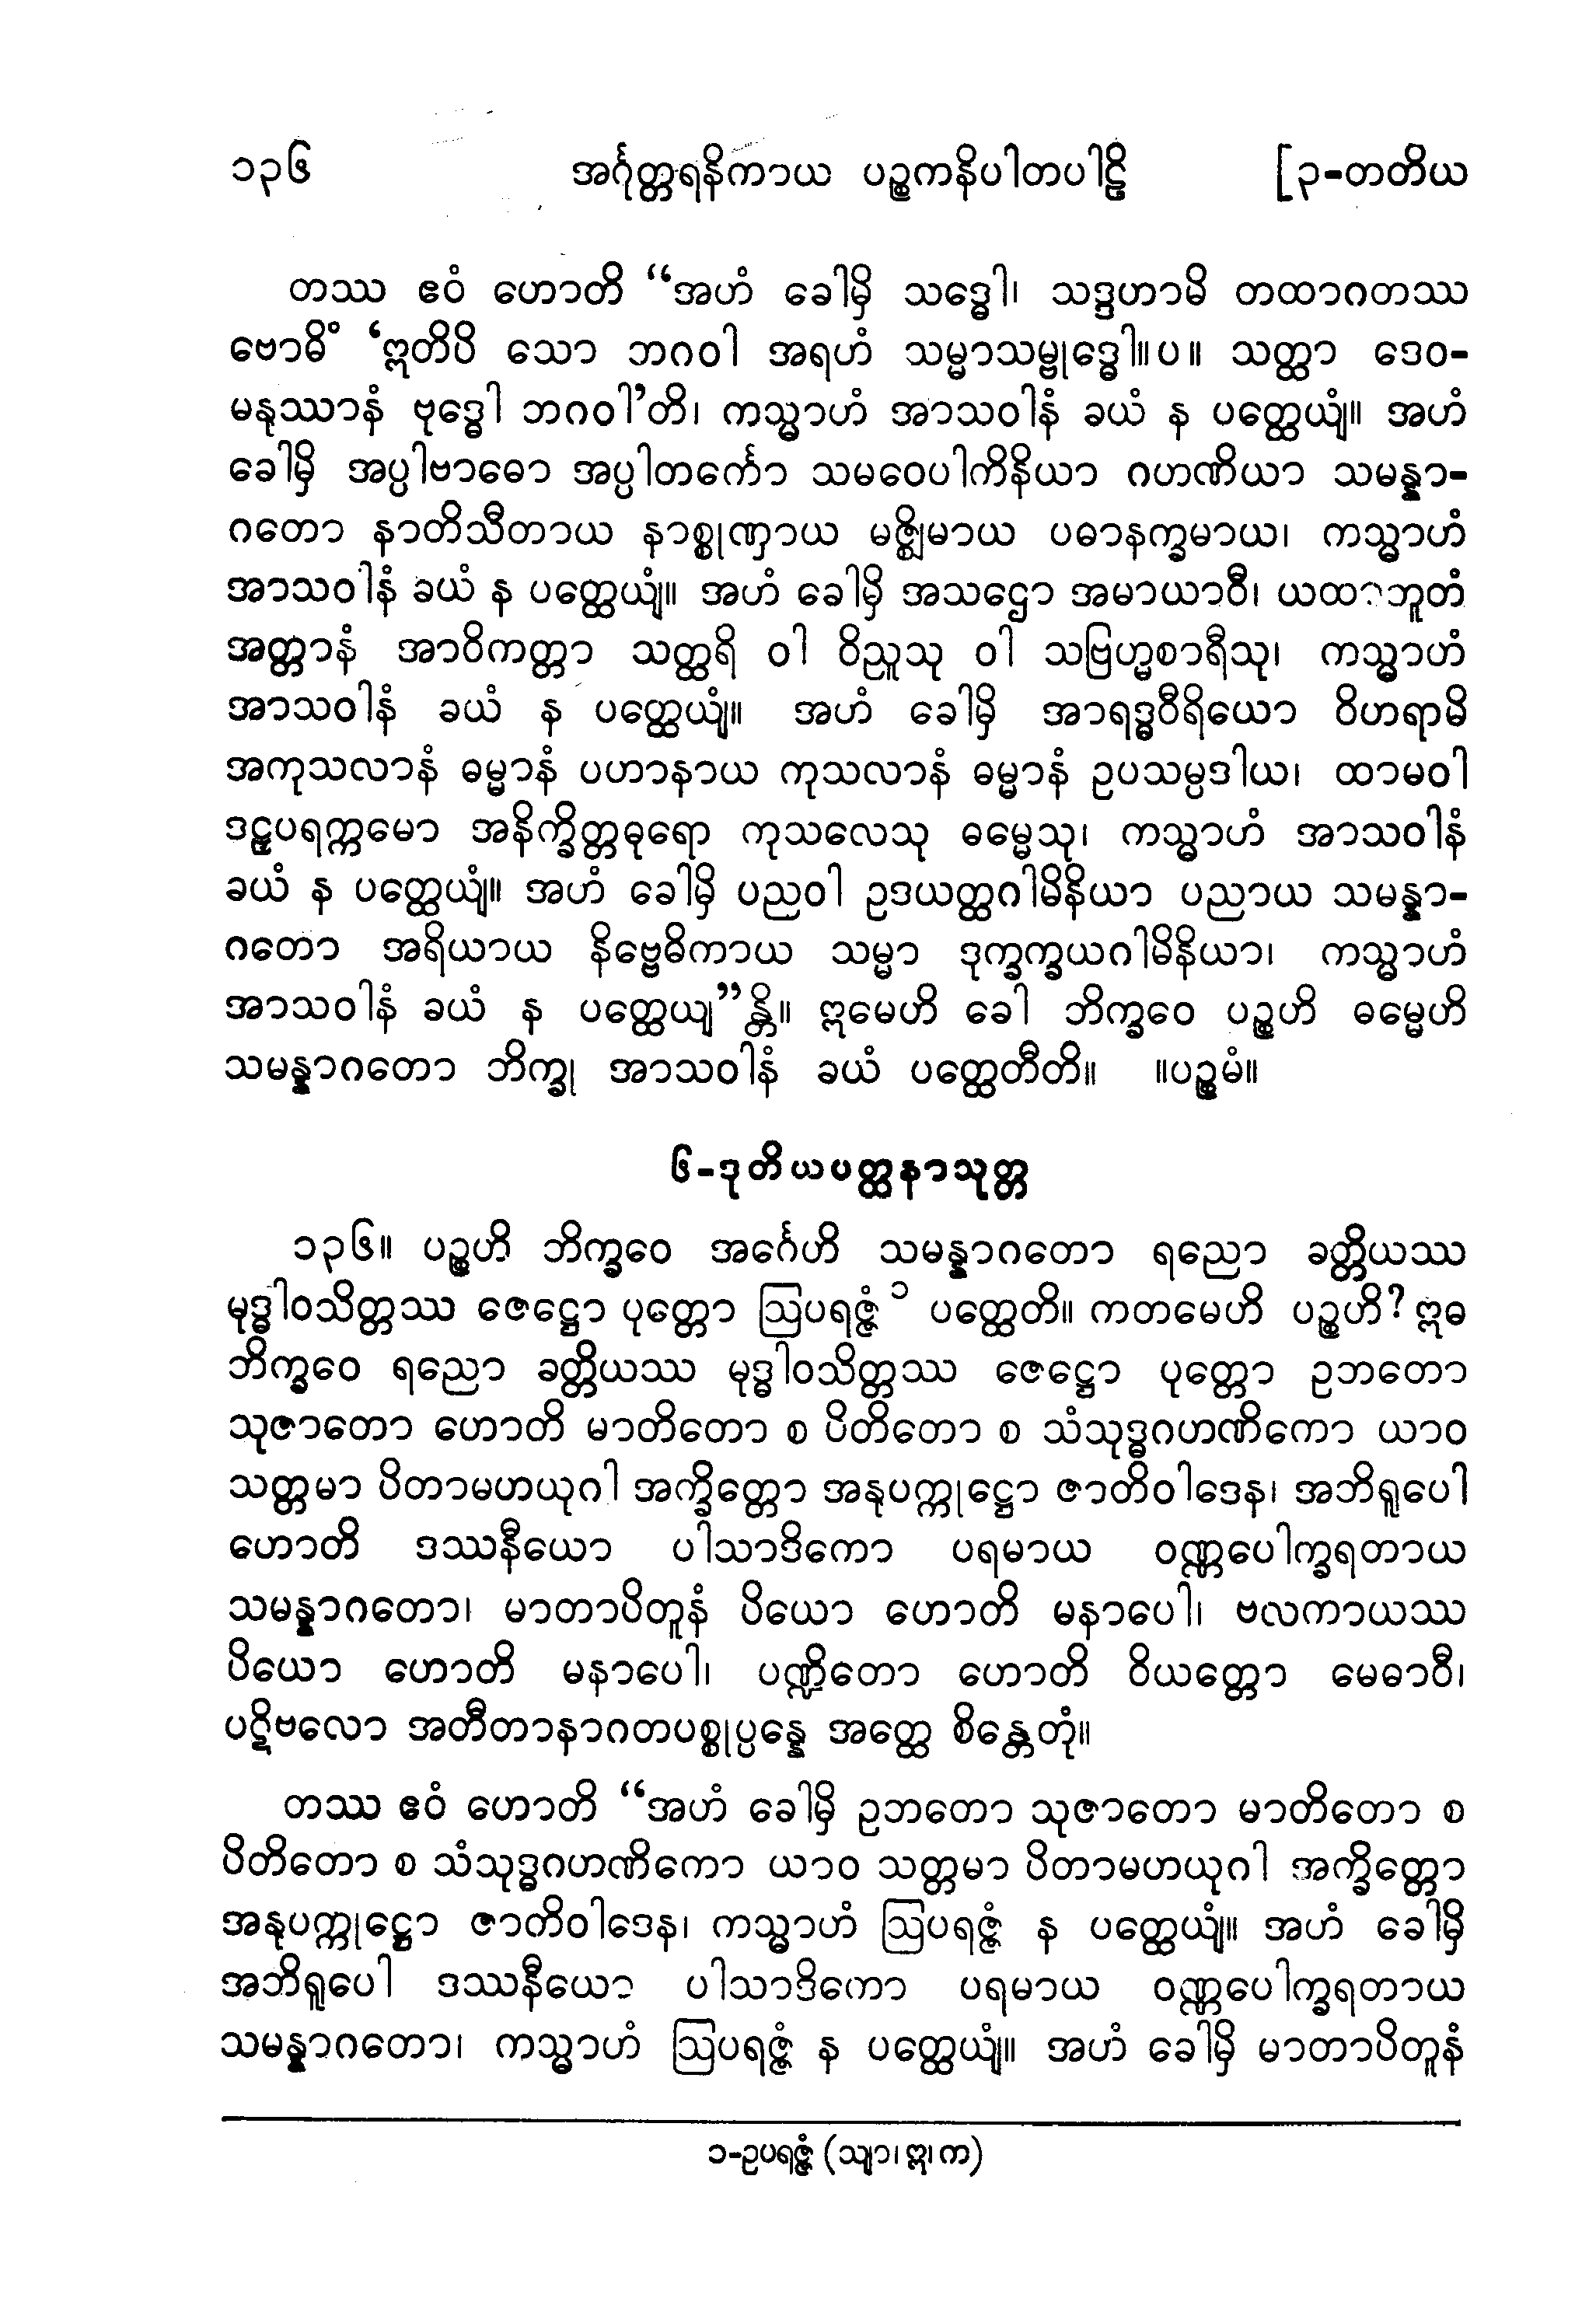 ၁၃၆ အင်္ဂုတ္တရနိကာယ ပဉ္စကနိပါတပါဠိ [၃-တတိယ
တဿ ဧဝံ ဟောတိ “အဟံ ခေါမှိ သဒ္ဓေါ၊ သဒ္ဒဟာမိ တထာဂတဿ
ဗောဓိံ ‘ဣတိပိ သော ဘဂဝါ အရဟံ သမ္မာသမ္ဗုဒ္ဓေါ။ပ။ သတ္ထာ ဒေဝ-
မနုဿာနံ ဗုဒ္ဓေါ ဘဂဝါ’တိ၊ ကသ္မာဟံ အာသဝါနံ ခယံ န ပတ္ထေယျံ။ အဟံ
ခေါမှိ အပ္ပါဗာဓော အပ္ပါတင်္ကော သမဝေပါကိနိယာ ဂဟဏိယာ သမန္နာ-
ဂတော နာတိသီတာယ နာစ္စုဏှာယ မဇ္ဈိမာယ ပဓာနက္ခမာယ၊ ကသ္မာဟံ
အာသဝါနံ ခယံ န ပတ္ထေယျံ။ အဟံ ခေါမှိ အသဌော အမာယာဝီ၊ ယထာဘူတံ
အတ္တာနံ အာဝိကတ္တာ သတ္ထရိ ဝါ ဝိညူသု ဝါ သဗြဟ္မစာရီသု၊ ကသ္မာဟံ
အာသဝါနံ ခယံ န ပတ္ထေယျံ။ အဟံ ခေါမှိ အာရဒ္ဓဝီရိယော ဝိဟရာမိ
အကုသလာနံ ဓမ္မာနံ ပဟာနာယ ကုသလာနံ ဓမ္မာနံ ဥပသမ္ပဒါယ၊ ထာမဝါ
ဒဠှပရက္ကမော အနိက္ခိတ္တဓုရော ကုသလေသု ဓမ္မေသု၊ ကသ္မာဟံ အာသဝါနံ
ခယံ န ပတ္ထေယျံ။ အဟံ ခေါမှိ ပညဝါ ဥဒယတ္ထဂါမိနိယာ ပညာယ သမန္နာ-
ဂတော အရိယာယ နိဗ္ဗေဓိကာယ သမ္မာ ဒုက္ခက္ခယဂါမိနိယာ၊ ကသ္မာဟံ
အာသဝါနံ ခယံ န ပတ္ထေယျ”န္တိ။ ဣမေဟိ ခေါ ဘိက္ခဝေ ပဉ္စဟိ ဓမ္မေဟိ
သမန္နာဂတော ဘိက္ခု အာသဝါနံ ခယံ ပတ္ထေတီတိ။ ။ပဉ္စမံ။
၆-ဒုတိယပတ္ထနာသုတ္တ
၁၃၆။ ပဉ္စဟိ ဘိက္ခဝေ အင်္ဂေဟိ သမန္နာဂတော ရညော ခတ္တိယဿ
မုဒ္ဓါဝသိတ္တဿ ဇေဋ္ဌော ပုတ္တော ဩပရဇ္ဇံ ၁ ပတ္ထေတိ။ ကတမေဟိ ပဉ္စဟိ? ဣဓ
ဘိက္ခဝေ ရညော ခတ္တိယဿ မုဒ္ဓါဝသိတ္တဿ ဇေဋ္ဌော ပုတ္တော ဥဘတော
သုဇာတော ဟောတိ မာတိတော စ ပိတိတော စ သံသုဒ္ဓဂဟဏိကော ယာဝ
သတ္တမာ ပိတာမဟယုဂါ အက္ခိတ္တော အနုပက္ကုဋ္ဌော ဇာတိဝါဒေန၊ အဘိရူပေါ
ဟောတိ ဒဿနီယော ပါသာဒိကော ပရမာယ ဝဏ္ဏပေါက္ခရတာယ
သမန္နာဂတော၊ မာတာပိတူနံ ပိယော ဟောတိ မနာပေါ၊ ဗလကာယဿ
ပိယော ဟောတိ မနာပေါ၊ ပဏ္ဍိတော ဟောတိ ဝိယတ္တော မေဓာဝီ၊
ပဋိဗလော အတီတာနာဂတပစ္စုပ္ပန္နေ အတ္ထေ စိန္တေတုံ။
တဿ ဧဝံ ဟောတိ “အဟံ ခေါမှိ ဥဘတော သုဇာတော မာတိတော စ
ပိတိတော စ သံသုဒ္ဓဂဟဏိကော ယာဝ သတ္တမာ ပိတာမဟယုဂါ အက္ခိတ္တော
အနုပက္ကုဋ္ဌော ဇာတိဝါဒေန၊ ကသ္မာဟံ ဩပရဇ္ဇံ န ပတ္ထေယျံ။ အဟံ ခေါမှိ
အဘိရူပေါ ဒဿနီယော ပါသာဒိကော ပရမာယ ဝဏ္ဏပေါက္ခရတာယ
သမန္နာဂတော၊ ကသ္မာဟံ ဩပရဇ္ဇံ န ပတ္ထေယျံ။ အဟံ ခေါမှိ မာတာပိတူနံ
၁-ဥပရဇ္ဇံ (သျာ၊ ဣ၊ က)